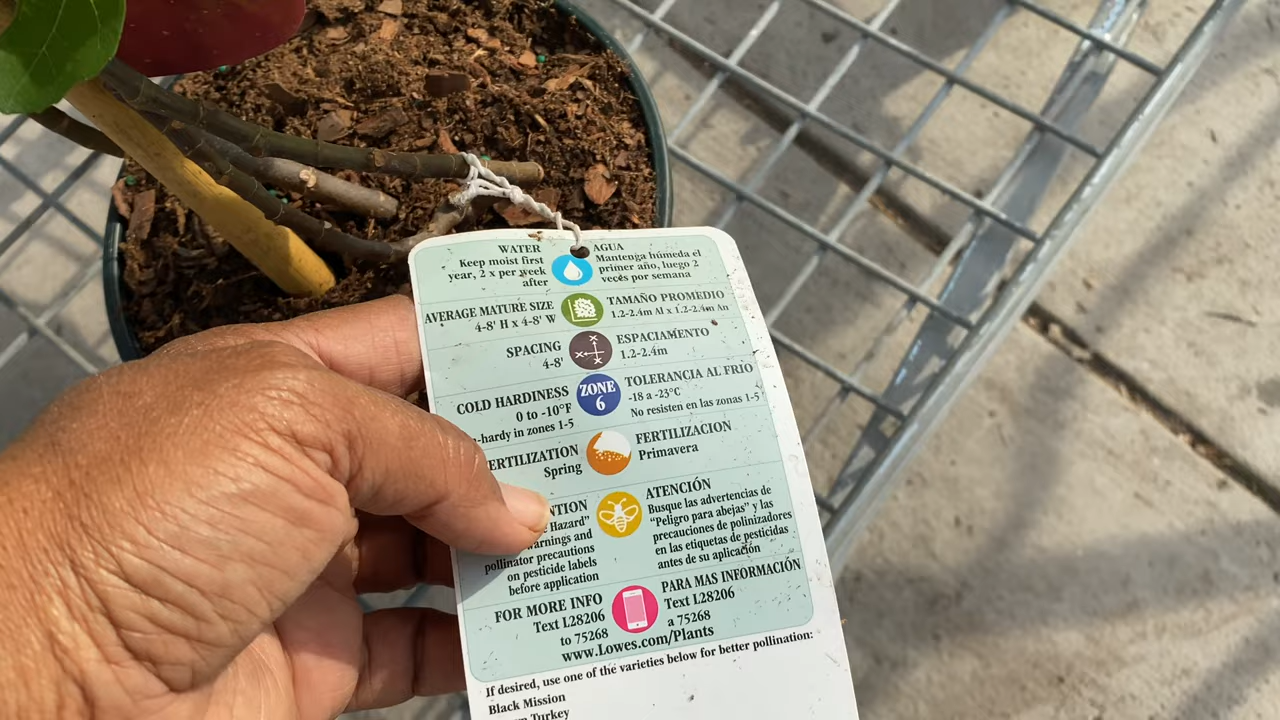 WATER
Keep moist first
year, 2 x per week
after
AGUA
Mantenga húmeda el
primer año, luego 2
veces por semana
AVERAGE MATURE SIZE
4-8' H x 4-8' W
TAMAÑO PROMEDIO
1.2-2.4m Al x 1.2-2.4m An
SPACING
4-8'
ESPACIAMENTO
1.2-2.4m
COLD HARDINESS
0 to -10°F
-hardy in zones 1-5
ZONE
6
TOLERANCIA AL FRIO
-18 a -23°C
No resisten en las zonas 1-5
ERTILIZATION
Spring
FERTILIZACION
Primavera
NTION
Hazard"
warnings and
pollinator precautions
on pesticide labels
before application
ATENCIÓN
Busque las advertencias de
"Peligro para abejas" y las
precauciones de polinizadores
en las etiquetas de pesticidas
antes de su aplicación
FOR MORE INFO
Text L28206
to 75268
PARA MAS INFORMACIÓN
Text L28206
a 75268
www.Lowes.com/Plants
If desired, use one of the varieties below for better pollination:
Black Mission
Turkey